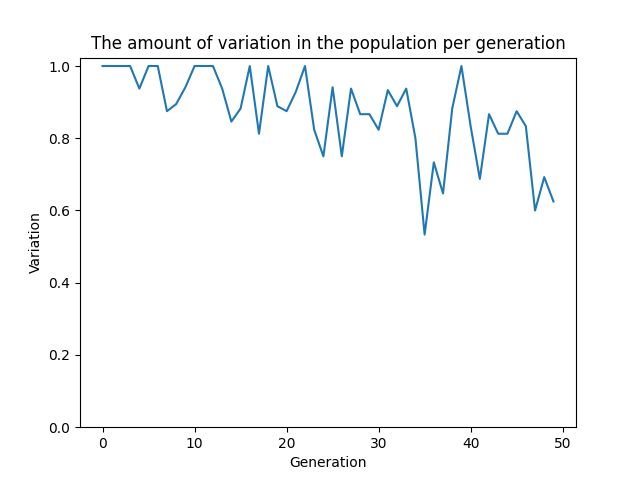 The amount of variation in the population per generation
1.0
0.8
0.6
0.4
0.2
0.0
Variation
0 10 20 30 40 50
Generation